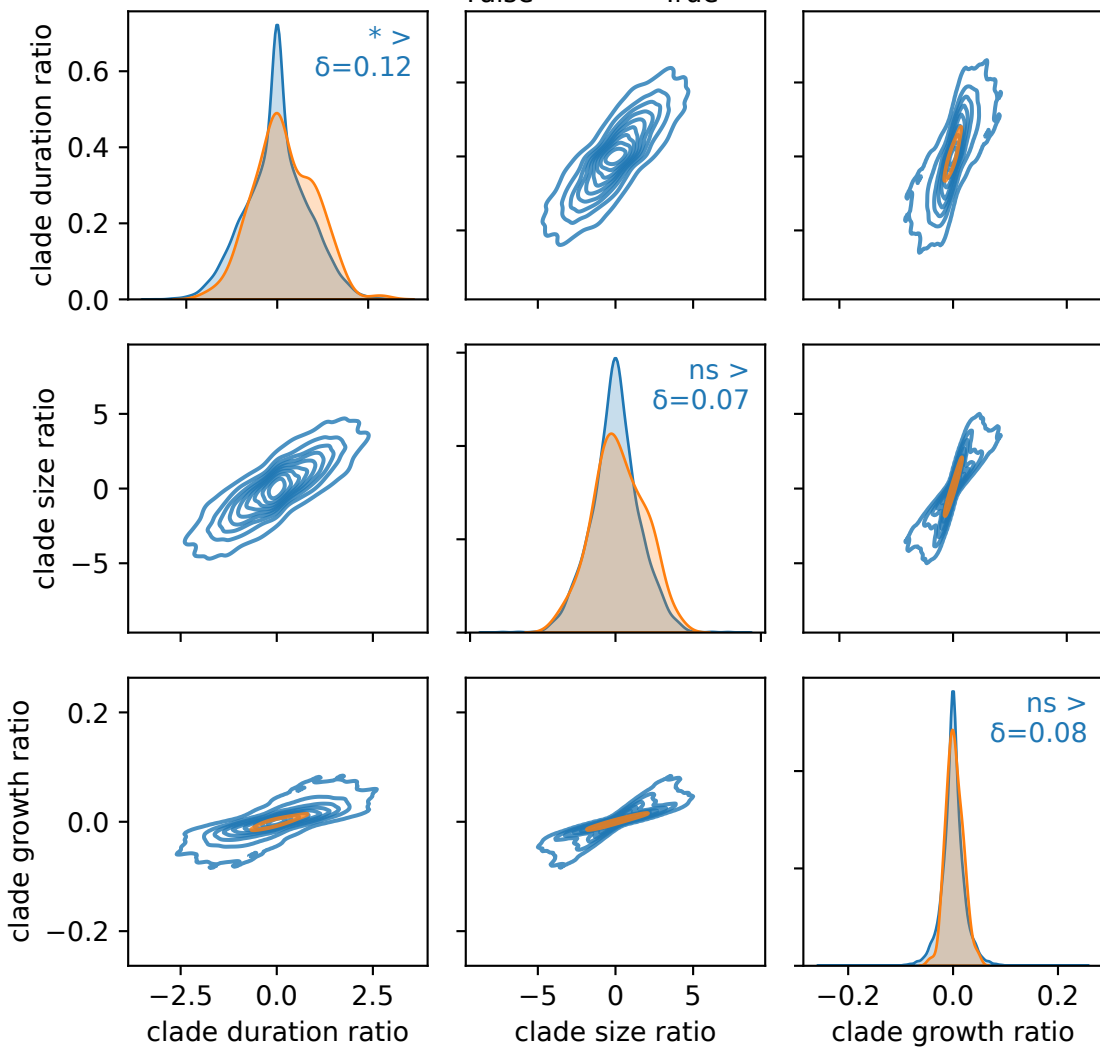 clade duration ratio
0.6
0.4
0.2
0.0
* >
δ=0.12
clade size ratio
5
0
−5
ns >
δ=0.07
clade growth ratio
0.2
0.0
−0.2
ns >
δ=0.08
−2.5 0.0 2.5
−5 0 5
−0.2 0.0 0.2
clade duration ratio
clade size ratio
clade growth ratio